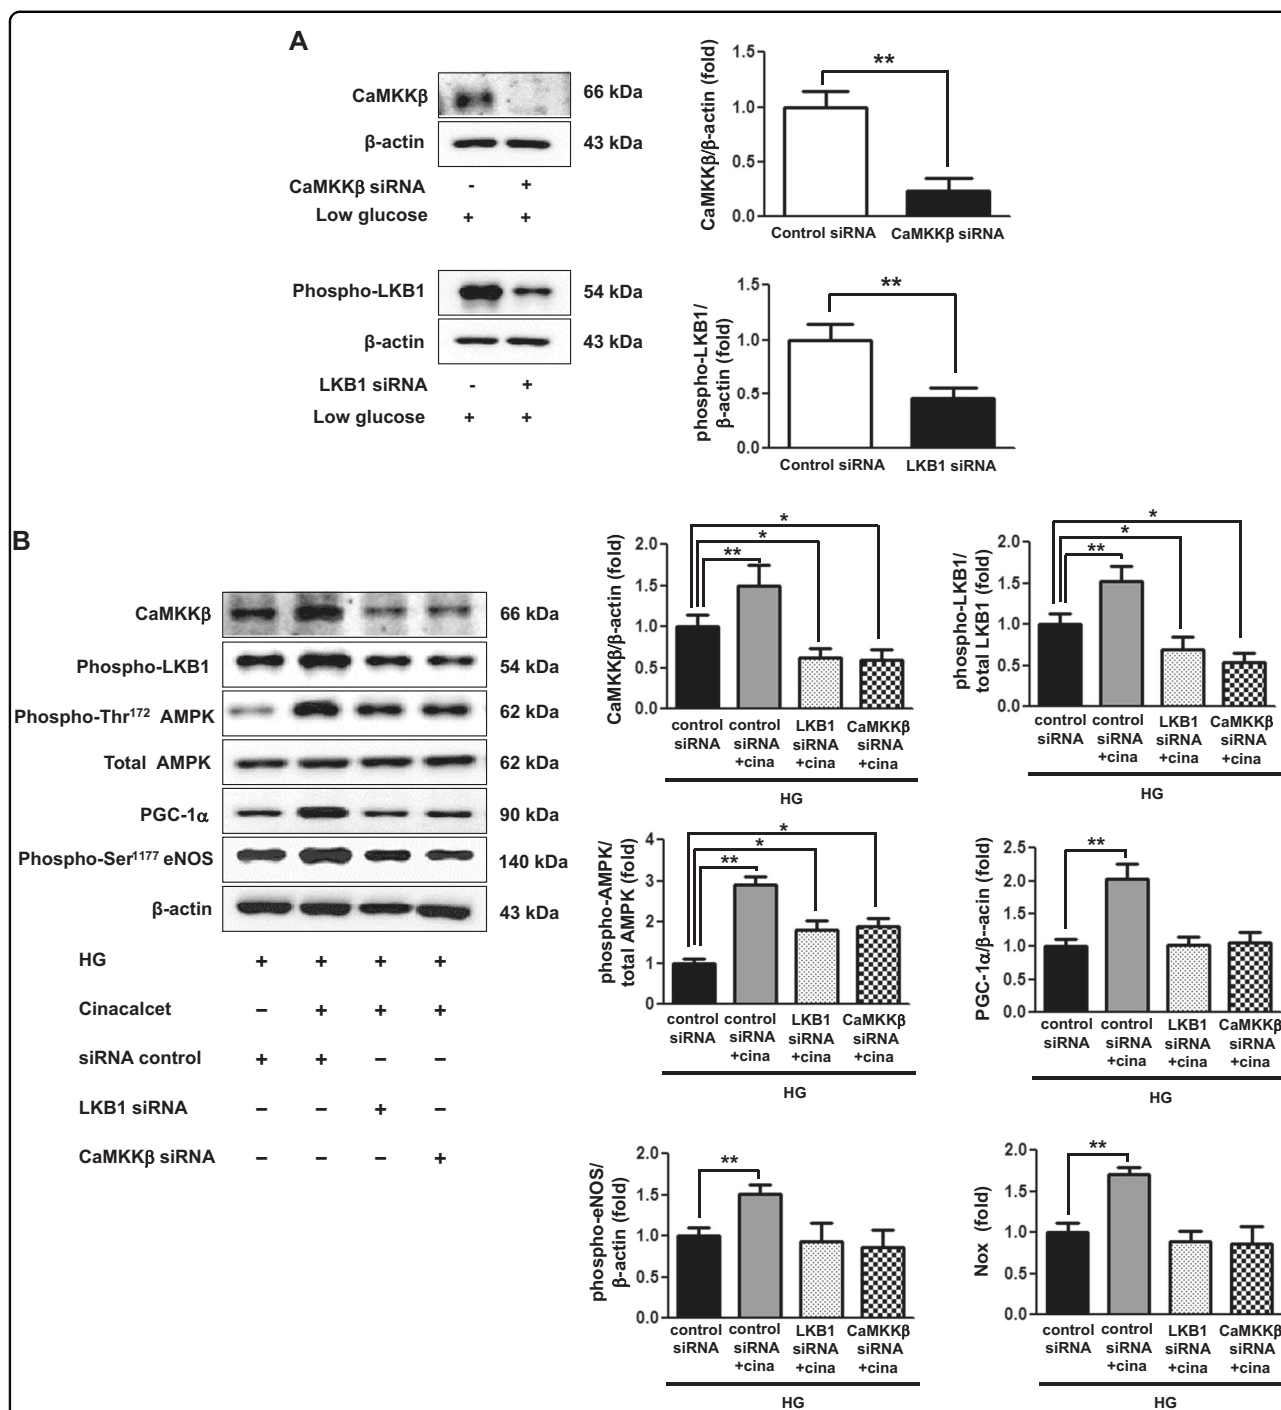 A
CaMKKβ
66 kDa
β-actin
43 kDa
CaMKKβ siRNA - +
Low glucose + +
CaMKKβ/β-actin (fold)
1.5
1.0
0.5
0.0
**
Control siRNA CaMKKβ siRNA
Phospho-LKB1
54 kDa
β-actin
43 kDa
LKB1 siRNA - +
Low glucose + +
phospho-LKB1/
β-actin (fold)
1.5
1.0
0.5
0.0
**
Control siRNA LKB1 siRNA
B
CaMKKβ 66 kDa
Phospho-LKB1 54 kDa
Phospho-Thr¹⁷² AMPK 62 kDa
Total AMPK 62 kDa
PGC-1α 90 kDa
Phospho-Ser¹¹⁷⁷ eNOS 140 kDa
β-actin 43 kDa
HG + + + +
Cinacalcet – + + +
siRNA control + + – –
LKB1 siRNA – – + –
CaMKKβ siRNA – – – +
CaMKKβ/β-actin (fold)
2.0
1.5
1.0
0.5
0.0
*
*
**
control control LKB1 CaMKKβ
siRNA siRNA siRNA siRNA
+cina +cina +cina
HG
phospho-LKB1/
total LKB1 (fold)
2.0
1.5
1.0
0.5
0.0
*
*
**
control control LKB1 CaMKKβ
siRNA siRNA siRNA siRNA
+cina +cina +cina
HG
phospho-AMPK/
total AMPK (fold)
4
3
2
1
0
*
*
**
control control LKB1 CaMKKβ
siRNA siRNA siRNA siRNA
+cina +cina +cina
HG
PGC-1α/β--acin (fold)
2.5
2.0
1.5
1.0
0.5
0.0
**
control control LKB1 CaMKKβ
siRNA siRNA siRNA siRNA
+cina +cina +cina
HG
phospho-eNOS/
β-actin (fold)
2.0
1.5
1.0
0.5
0.0
**
control control LKB1 CaMKKβ
siRNA siRNA siRNA siRNA
+cina +cina +cina
HG
Nox (fold)
2.0
1.5
1.0
0.5
0.0
**
control control LKB1 CaMKKβ
siRNA siRNA siRNA siRNA
+cina +cina +cina
HG